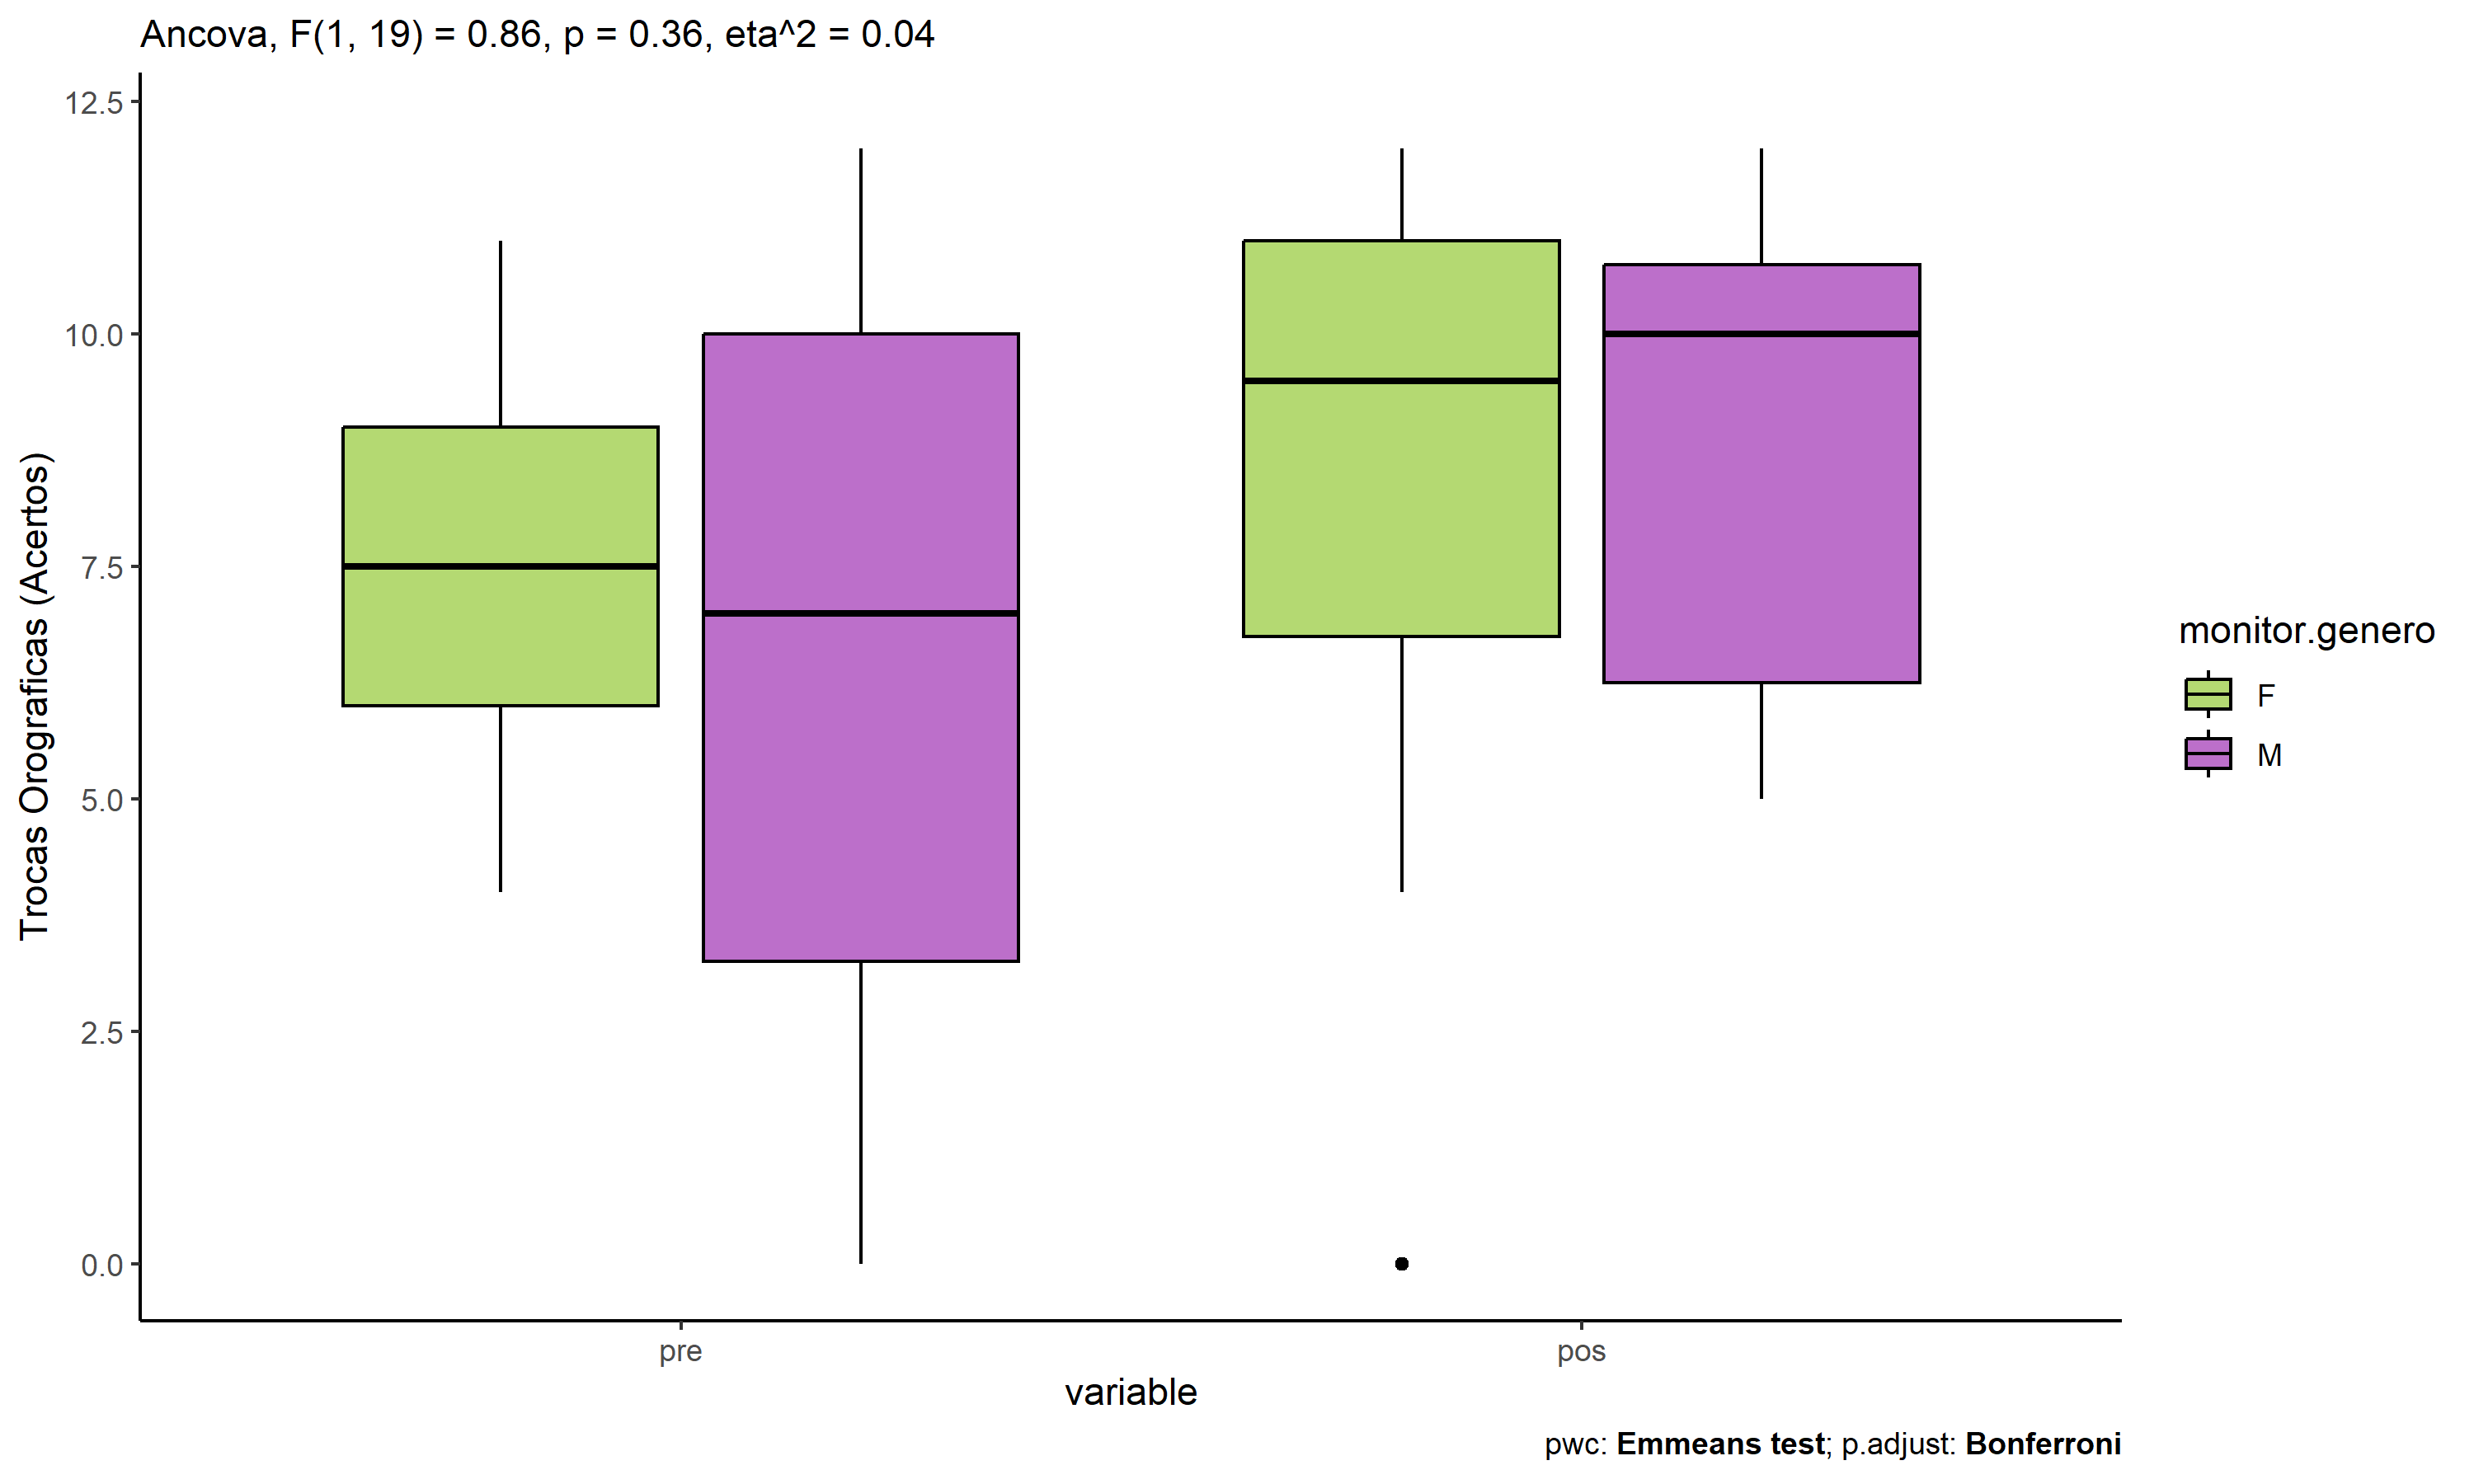 Ancova, F(1, 19) = 0.86, p = 0.36, eta^2 = 0.04
Trocas Orograficas (Acertos)
12.5
10.0
7.5
5.0
2.5
0.0
pre
pos
variable
monitor.genero
F
M
pwc: Emmeans test; p.adjust: Bonferroni